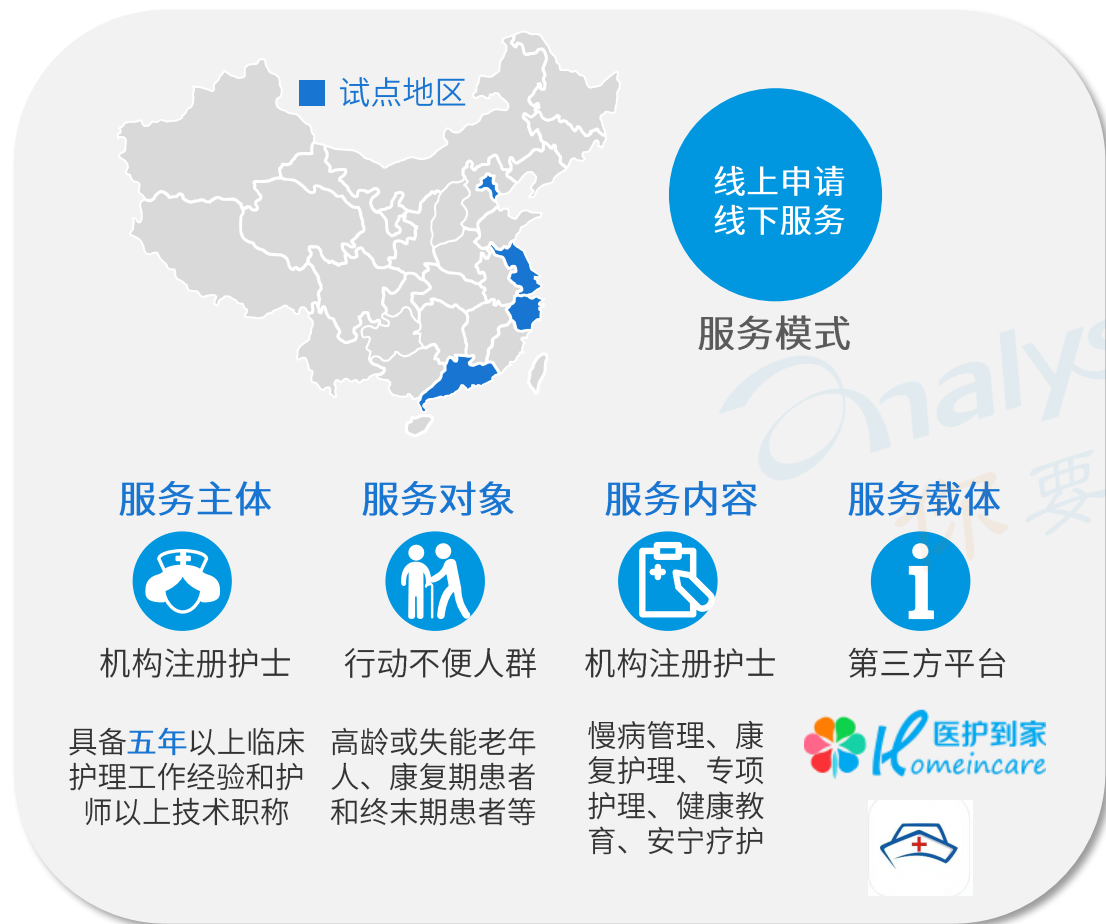 试点地区
线上申请
线下服务
服务模式
analys
你要
服务主体
服务对象
服务内容
服务载体
机构注册护士
行动不便人群
机构注册护士
第三方平台
具备五年以上临床
护理工作经验和护
师以上技术职称
高龄或失能老年
人、康复期患者
和终末期患者等
慢病管理、康
复护理、专项
护理、健康教
育、安宁疗护
医护到家
Homeincare